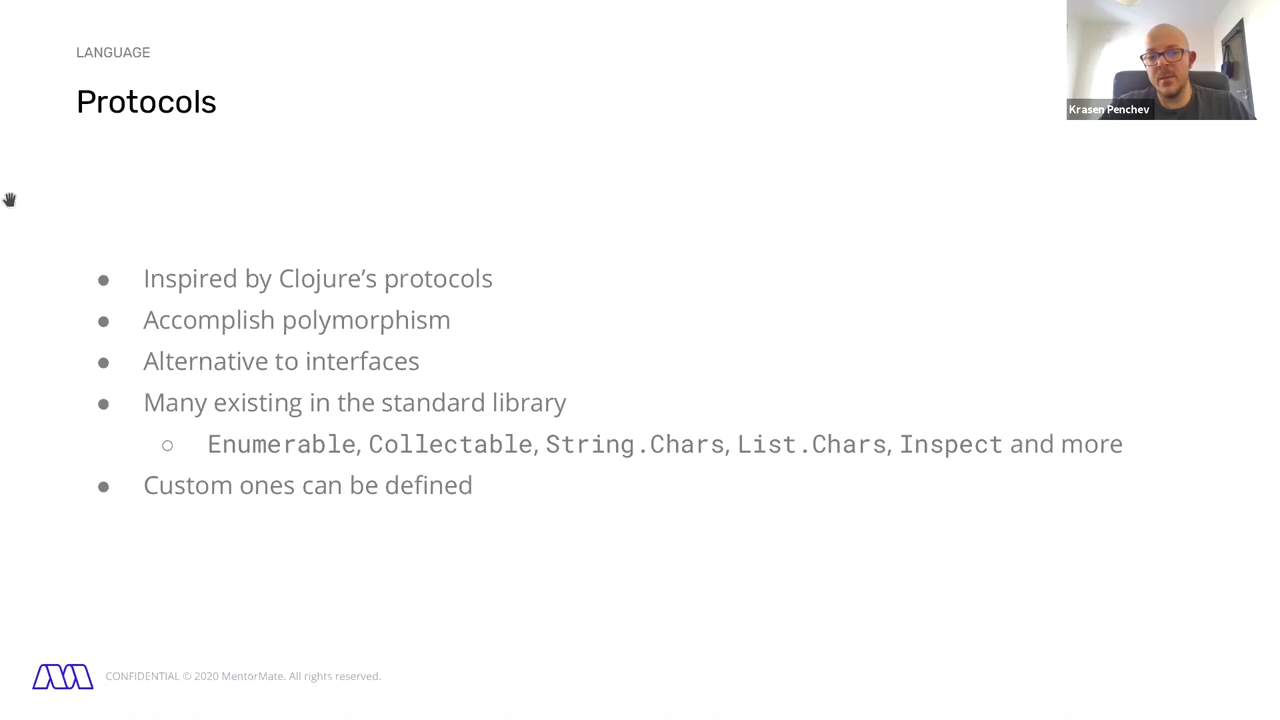 LANGUAGE
Protocols
Krasen Penchev
● Inspired by Clojure’s protocols
● Accomplish polymorphism
● Alternative to interfaces
● Many existing in the standard library
○ Enumerable, Collectable, String.Chars, List.Chars, Inspect and more
● Custom ones can be defined
CONFIDENTIAL © 2020 MentorMate. All rights reserved.